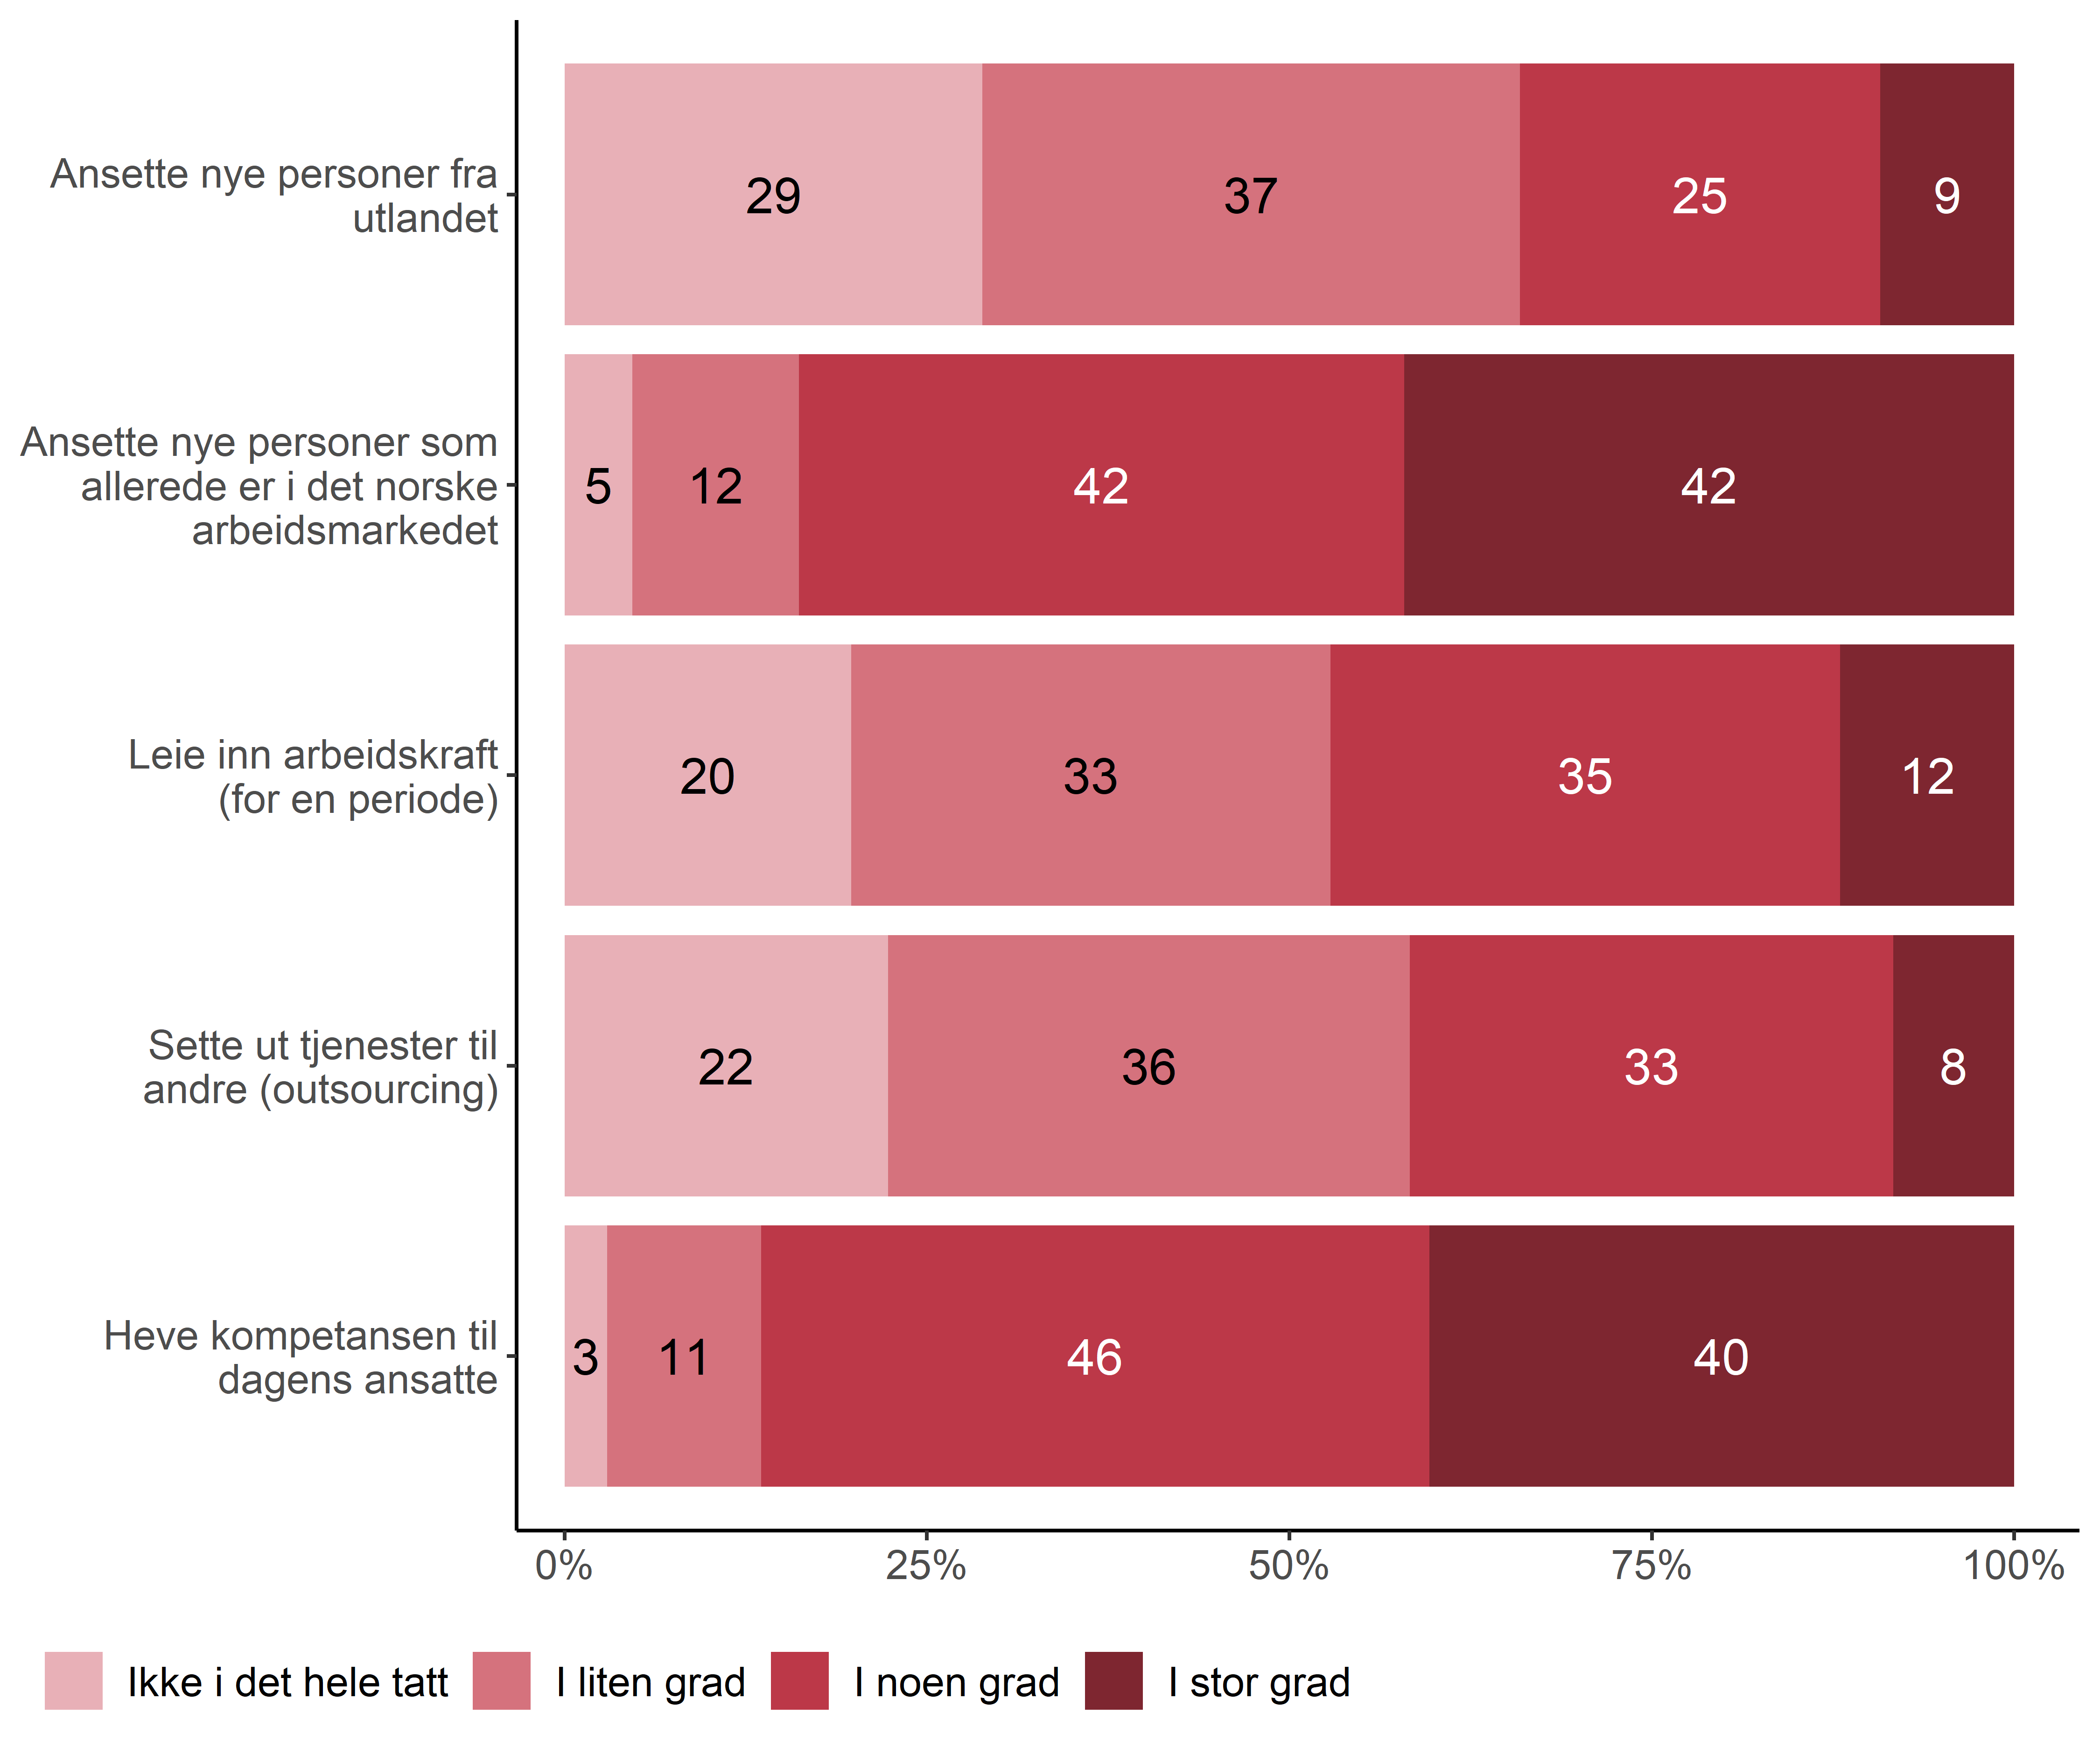 Ansette nye personer fra
utlandet
29 37 25 9
Ansette nye personer som
allerede er i det norske
arbeidsmarkedet
5 12 42 42
Leie inn arbeidskraft
(for en periode)
20 33 35 12
Sette ut tjenester til
andre (outsourcing)
22 36 33 8
Heve kompetansen til
dagens ansatte
3 11 46 40
0% 25% 50% 75% 100%
Ikke i det hele tatt I liten grad I noen grad I stor grad